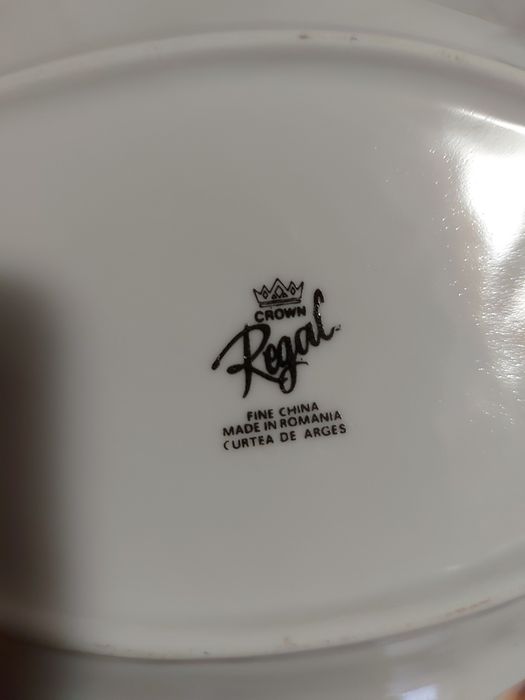 CROWN
Regal
FINE CHINA
MADE IN ROMANIA
CURTEA DE ARGES